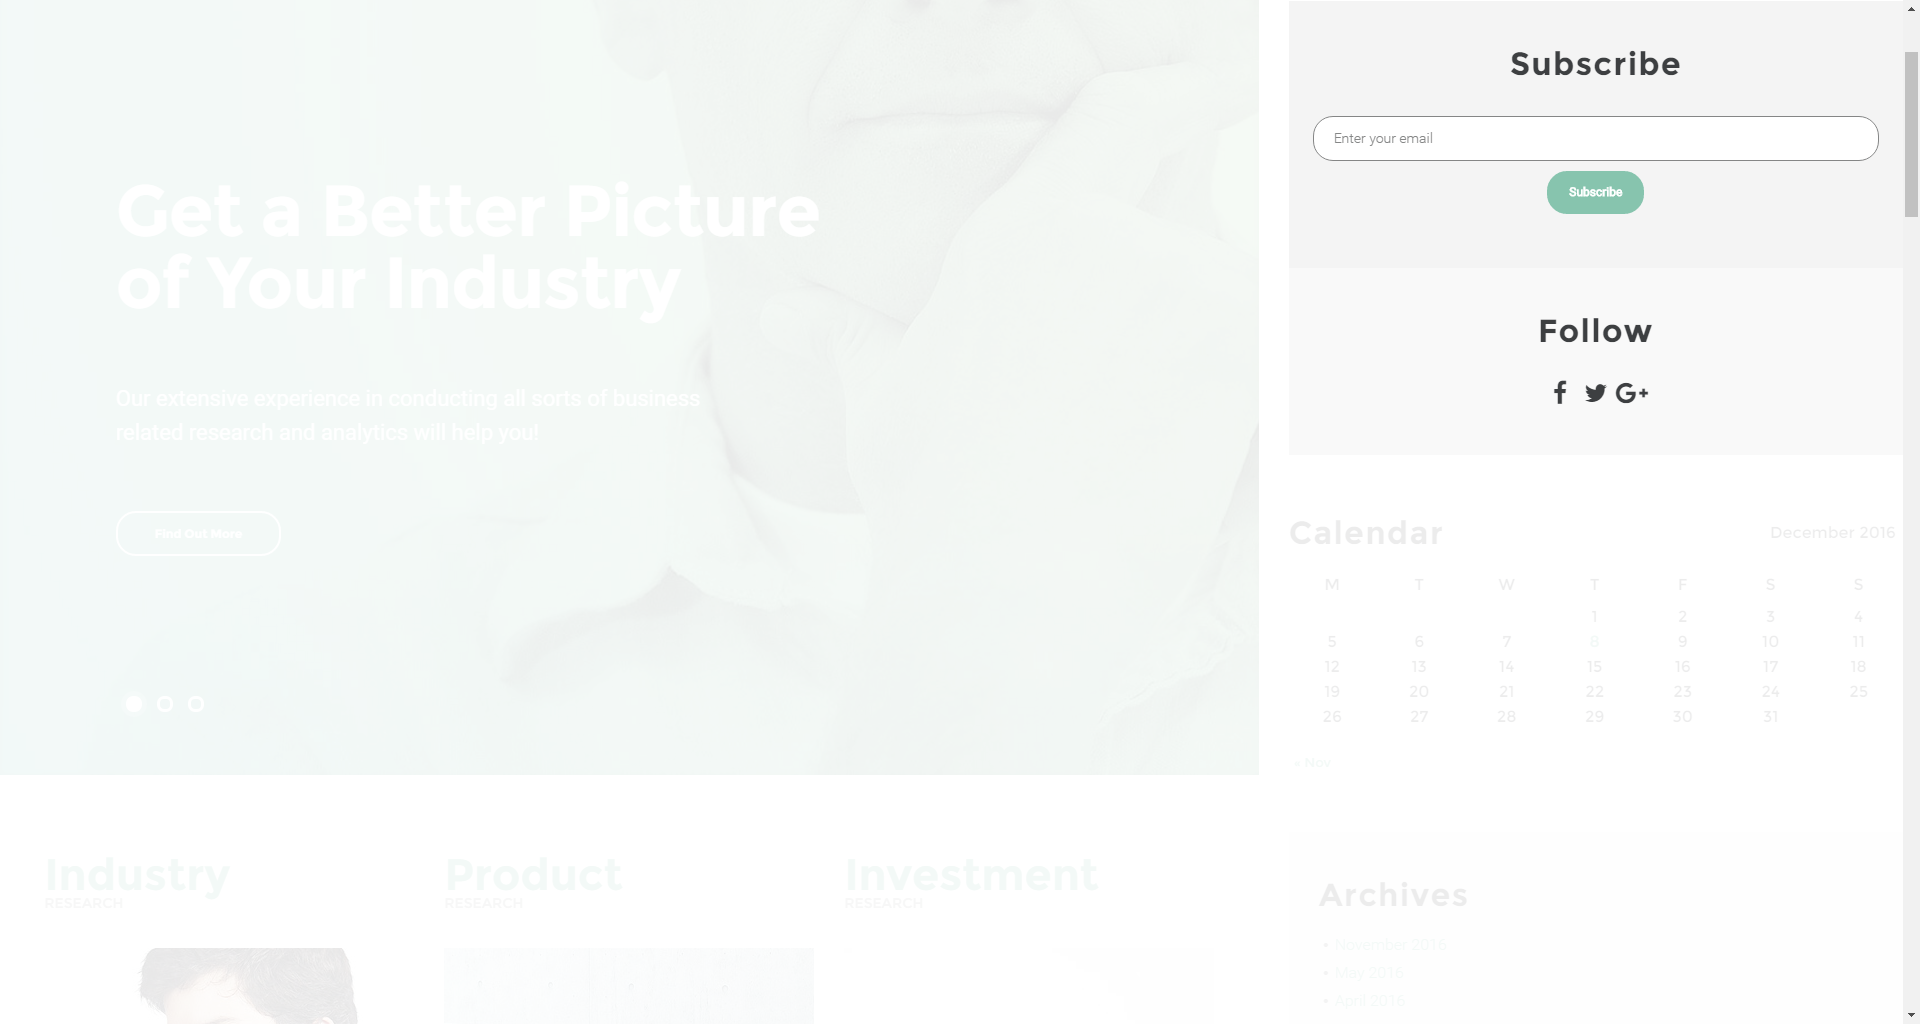 Get a Better Picture
of Your Industry
Our extensive experience in conducting all sorts of business
related research and analytics will help you!
Find Out More
Industry
RESEARCH
Product
RESEARCH
Investment
RESEARCH
Subscribe
Enter your email
Subscribe
Follow
Calendar
December 2016
M T W T F S S
1 2 3 4
5 6 7 8 9 10 11
12 13 14 15 16 17 18
19 20 21 22 23 24 25
26 27 28 29 30 31
« Nov
Archives
November 2016
May 2016
April 2016